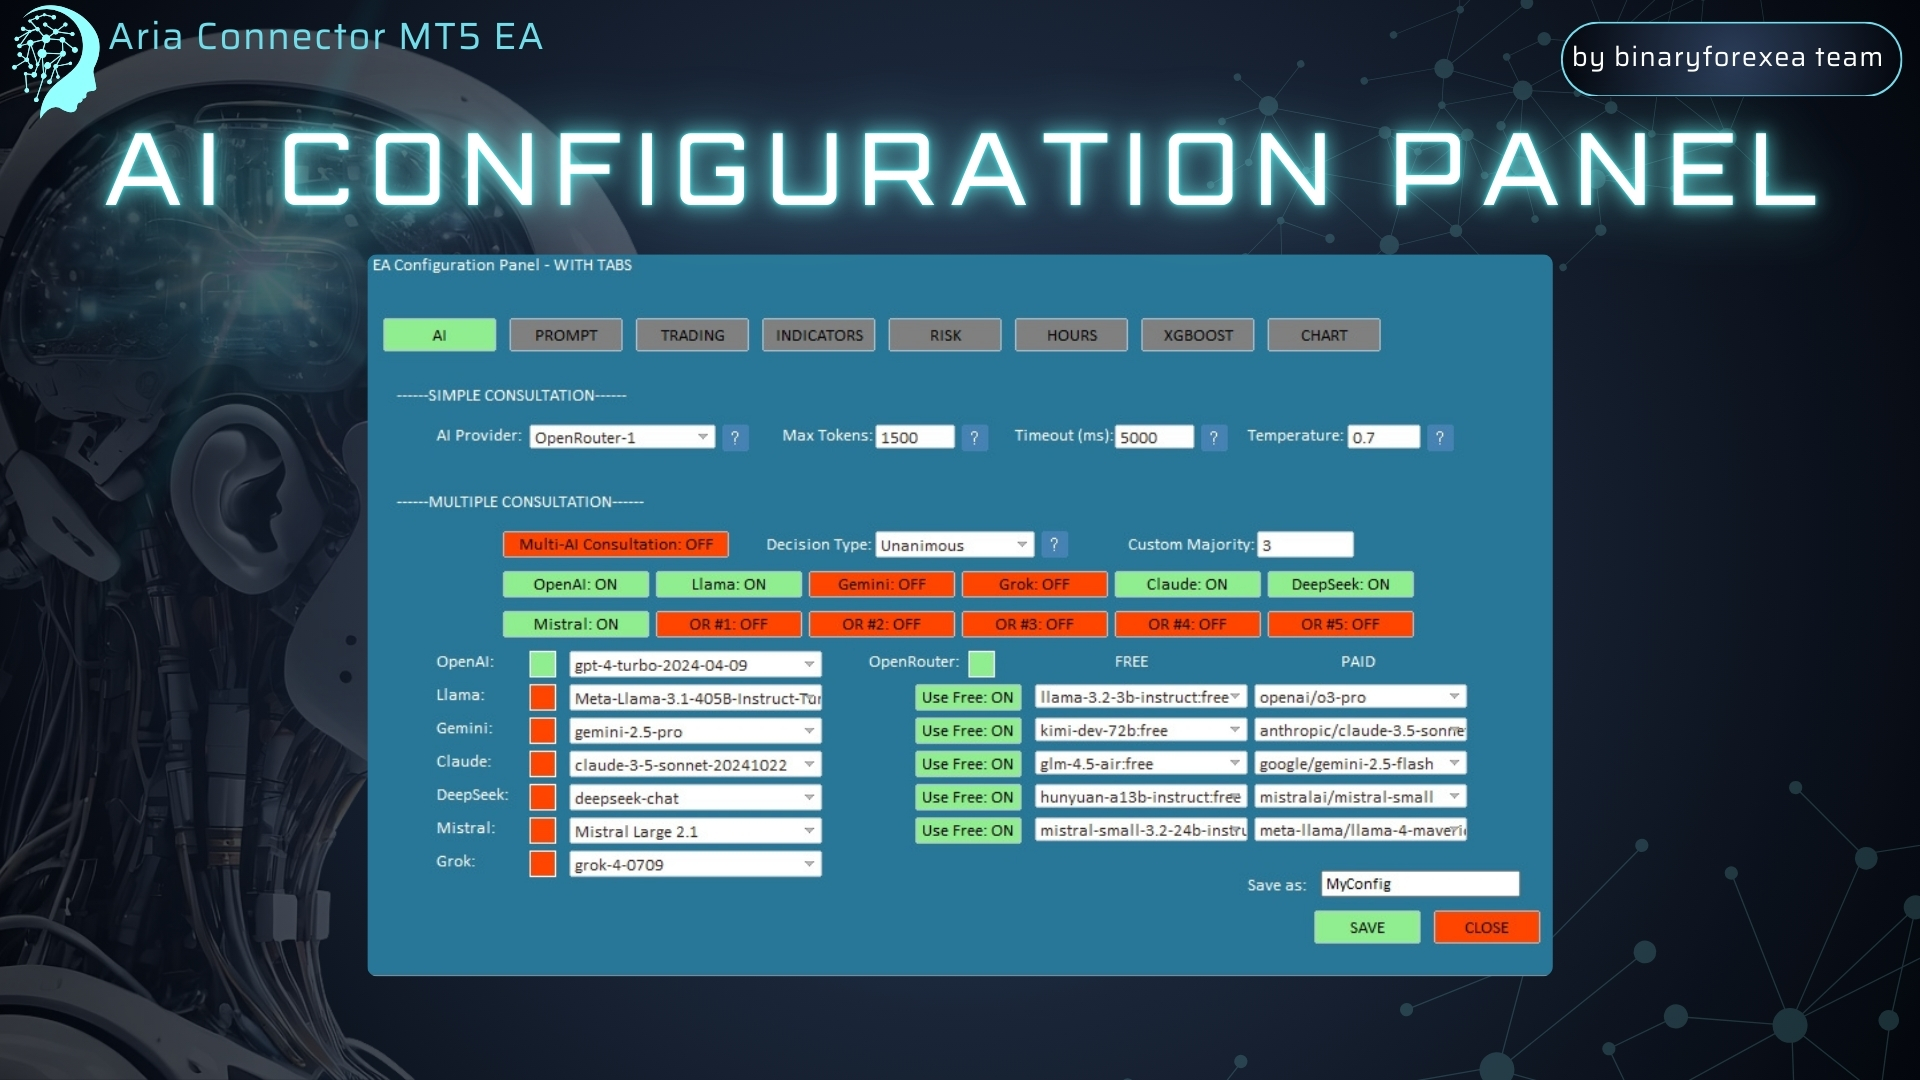 Aria Connector MT5 EA
by binaryforexea team
AI CONFIGURATION PANEL
EA Configuration Panel - WITH TABS
AI PROMPT TRADING INDICATORS RISK HOURS XGBOOST CHART
------SIMPLE CONSULTATION------
AI Provider: OpenRouter-1 ? Max Tokens: 1500 ? Timeout (ms): 5000 ? Temperature: 0.7 ?
------MULTIPLE CONSULTATION------
Multi-AI Consultation: OFF Decision Type: Unanimous ? Custom Majority: 3
OpenAI: ON Llama: ON Gemini: OFF Grok: OFF Claude: ON DeepSeek: ON
Mistral: ON OR #1: OFF OR #2: OFF OR #3: OFF OR #4: OFF OR #5: OFF
OpenAI: gpt-4-turbo-2024-04-09 OpenRouter: FREE PAID
Llama: Meta-Llama-3.1-405B-Instruct-Tur Use Free: ON llama-3.2-3b-instruct:free openai/o3-pro
Gemini: gemini-2.5-pro Use Free: ON kimi-dev-72b:free anthropic/claude-3.5-sonne
Claude: claude-3-5-sonnet-20241022 Use Free: ON glm-4.5-air:free google/gemini-2.5-flash
DeepSeek: deepseek-chat Use Free: ON hunyuan-a13b-instruct:free mistralai/mistral-small
Mistral: Mistral Large 2.1 Use Free: ON mistral-small-3.2-24b-instru meta-llama/llama-4-maveri
Grok: grok-4-0709
Save as: MyConfig
SAVE CLOSE